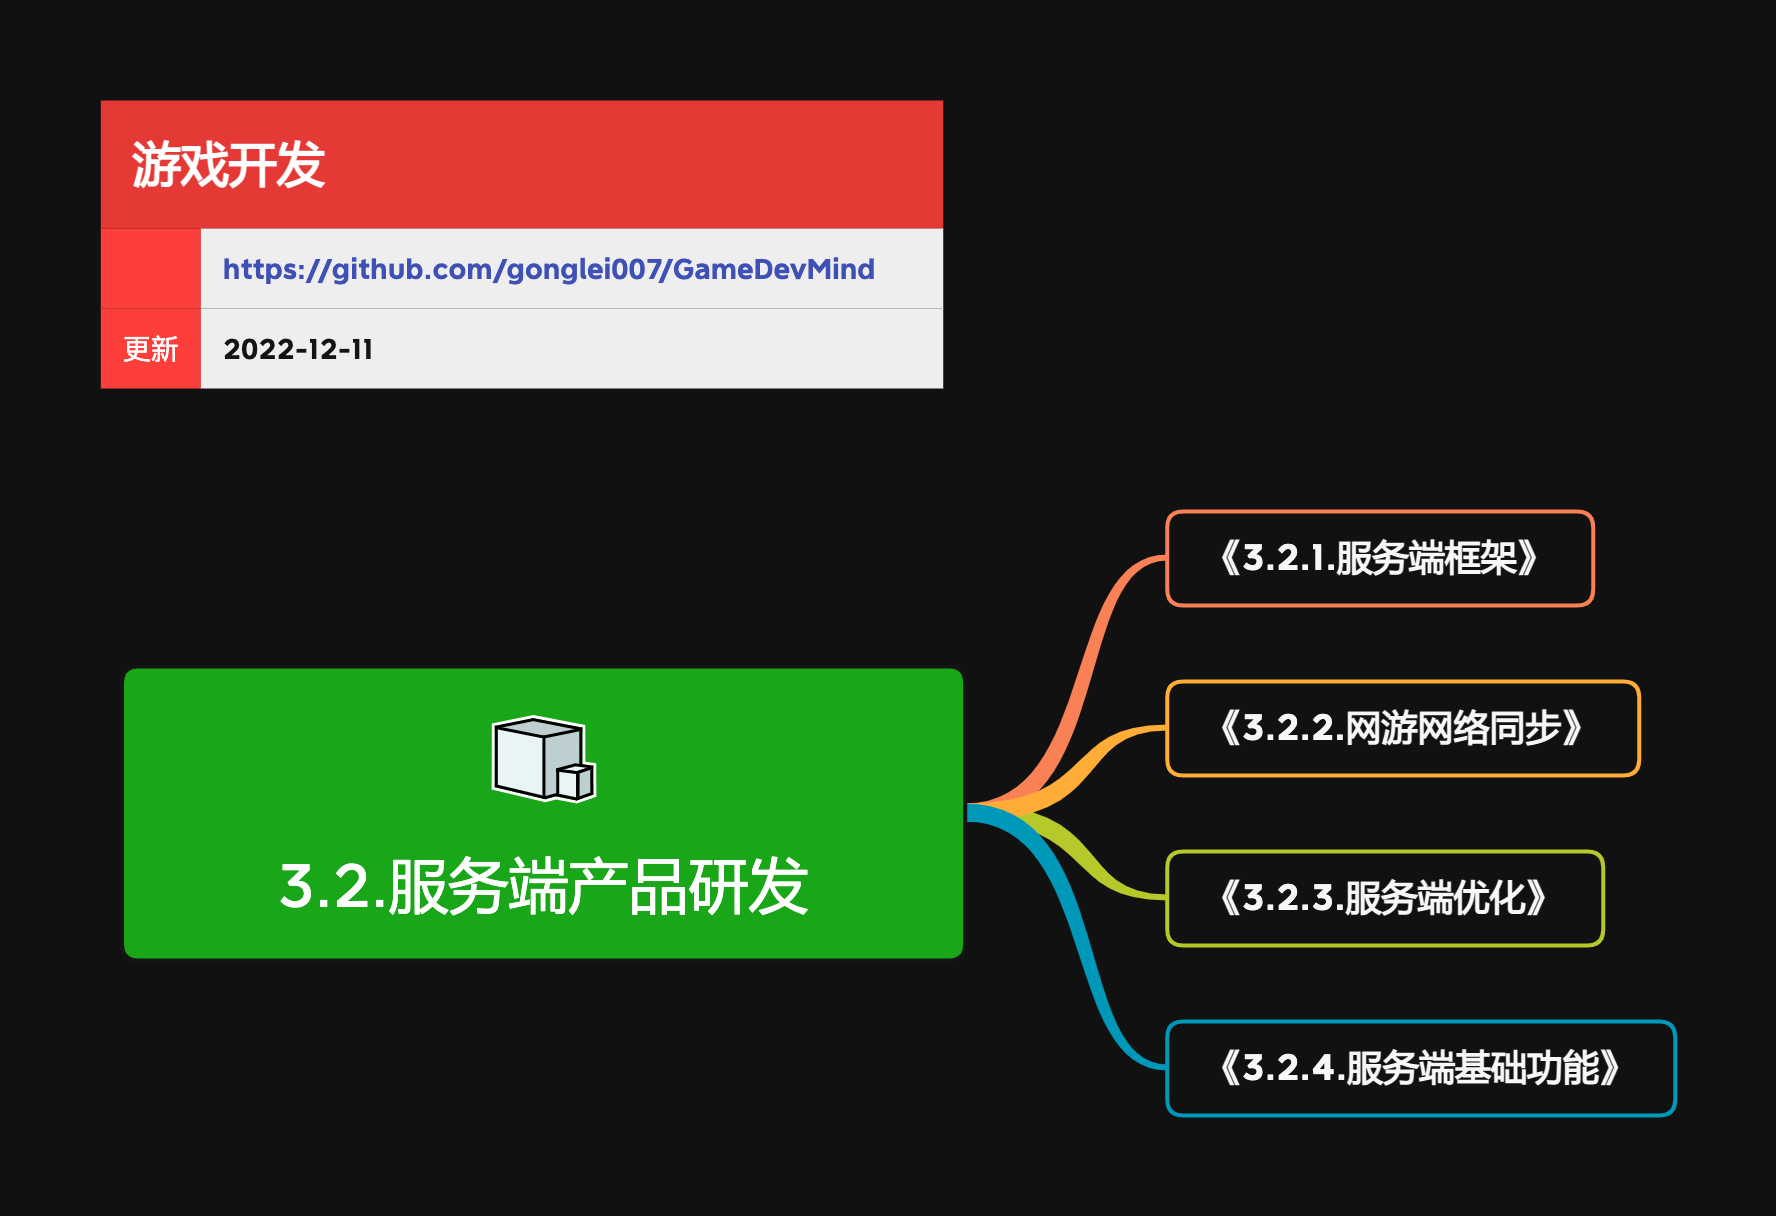 游戏开发
https://github.com/gonglei007/GameDevMind
更新 2022-12-11
3.2.服务端产品研发
《3.2.1.服务端框架》
《3.2.2.网游网络同步》
《3.2.3.服务端优化》
《3.2.4.服务端基础功能》